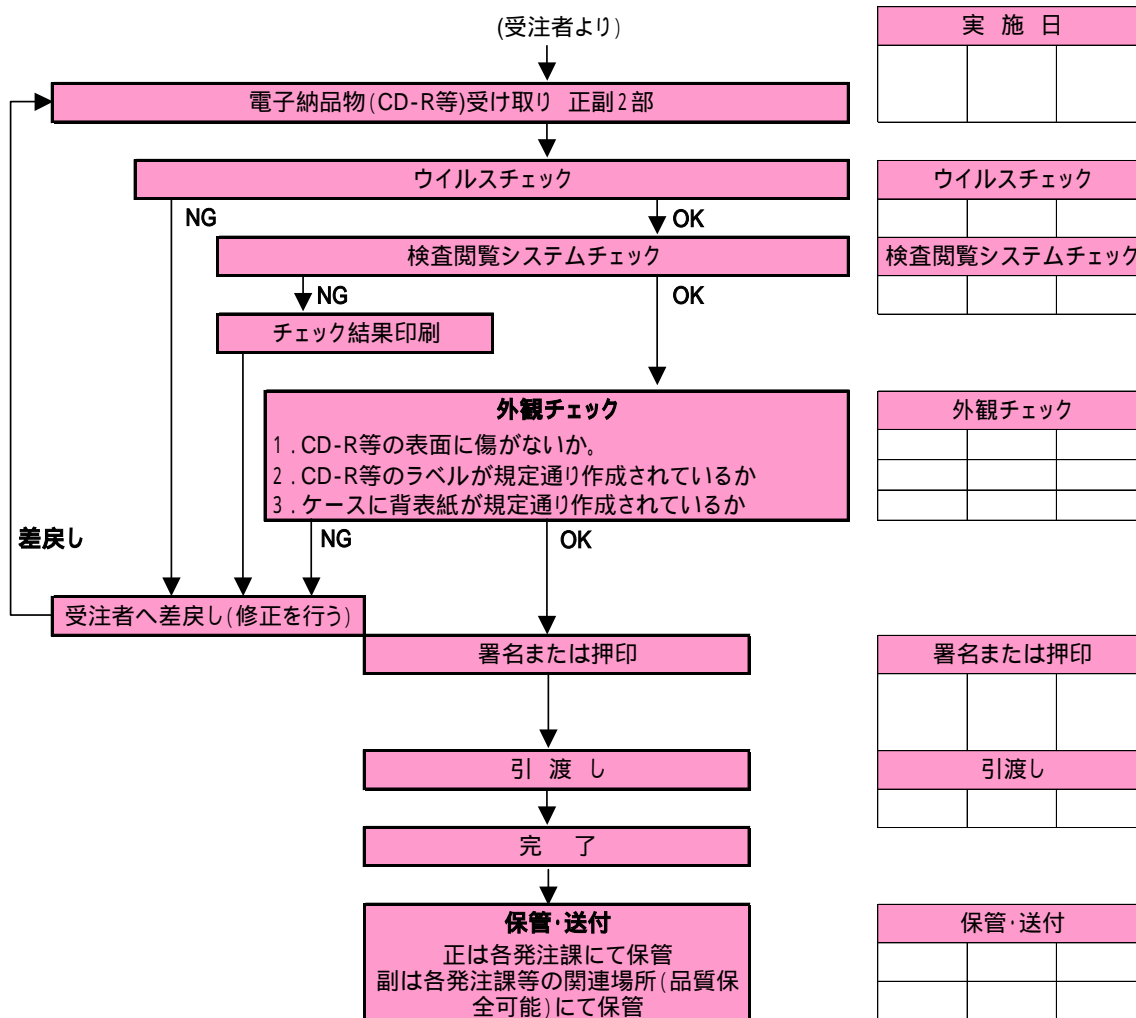 (受注者より)
電子納品物(CD-R等)受け取り 正副2部
ウイルスチェック
NG
OK
検査閲覧システムチェック
NG
OK
チェック結果印刷
外観チェック
1.CD-R等の表面に傷がないか。
2.CD-R等のラベルが規定通り作成されているか
3.ケースに背表紙が規定通り作成されているか
差戻し
NG
OK
受注者へ差戻し(修正を行う)
署名または押印
引 渡 し
完 了
保管・送付
正は各発注課にて保管
副は各発注課等の関連場所(品質保
全可能)にて保管
実 施 日
ウイルスチェック
検査閲覧システムチェック
外観チェック
署名または押印
引渡し
保管・送付